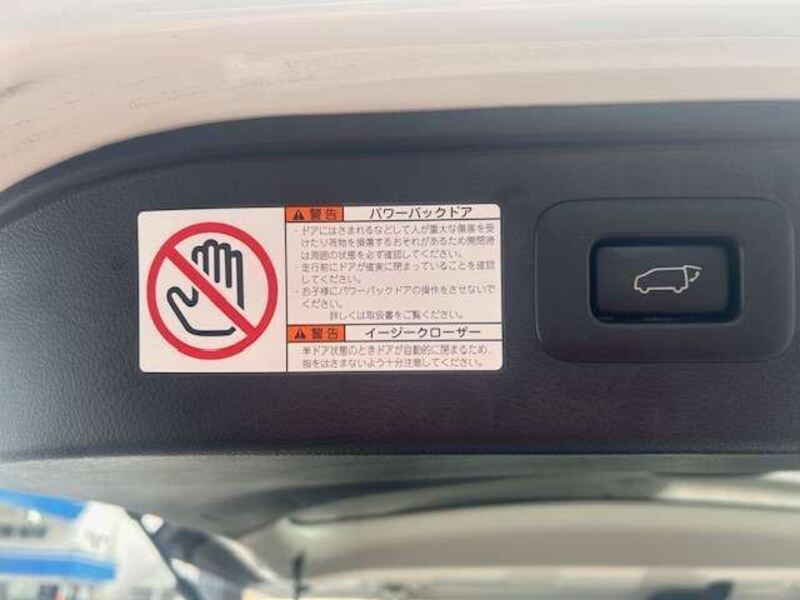 警告 パワーバックドア
・ドアにはさまれるなどして人が重大な傷害を受
けたり荷物を損傷するおそれがあるため開閉時
は周囲の状態を必ず確認してください。
・走行前にドアが確実に閉まっていることを確認
してください。
・お子様にパワーバックドアの操作をさせないで
ください。
詳しくは取扱書をご覧ください。
警告 イージークローザー
半ドア状態のときドアが自動的に閉まるため、
指をはさまないよう十分注意してください。